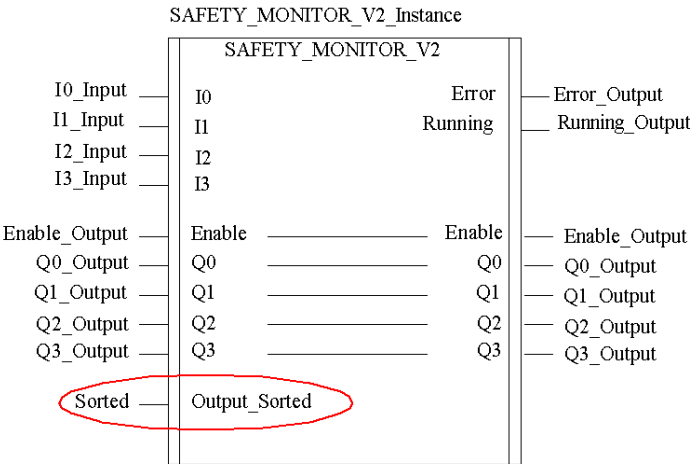 SAFETY_MONITOR_V2_Instance
SAFETY_MONITOR_V2
I0_Input I0 Error Error_Output
I1_Input I1 Running Running_Output
I2_Input I2
I3_Input I3
Enable_Output Enable Enable Enable_Output
Q0_Output Q0 Q0 Q0_Output
Q1_Output Q1 Q1 Q1_Output
Q2_Output Q2 Q2 Q2_Output
Q3_Output Q3 Q3 Q3_Output
Sorted Output_Sorted